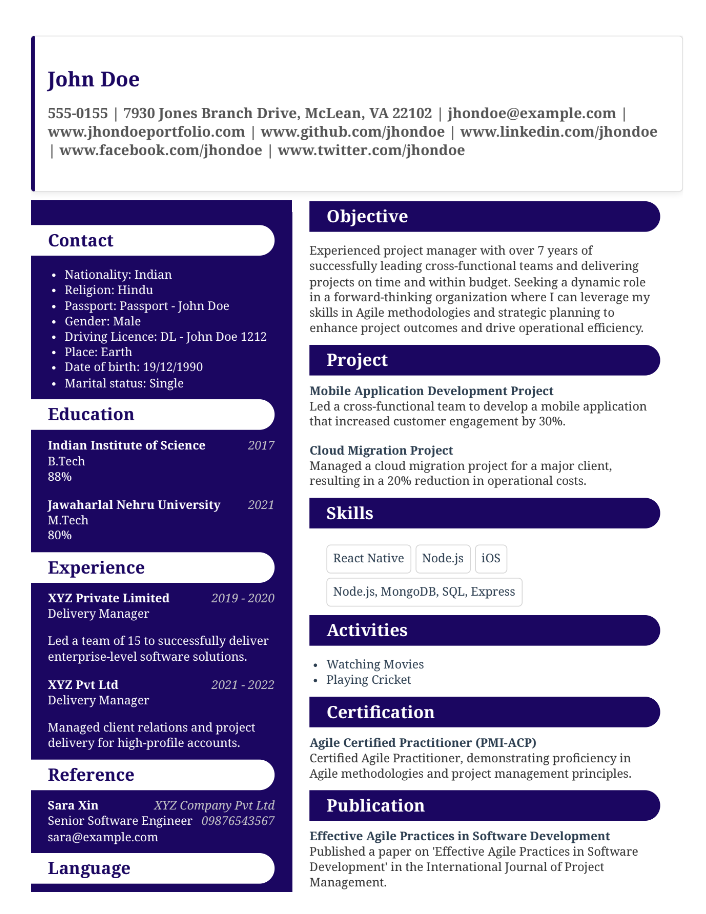 John Doe
555-0155 | 7930 Jones Branch Drive, McLean, VA 22102 | jhondoe@example.com |
www.jhondoeportfolio.com | www.github.com/jhondoe | www.linkedin.com/jhondoe
| www.facebook.com/jhondoe | www.twitter.com/jhondoe
Contact
• Nationality: Indian
• Religion: Hindu
• Passport: Passport - John Doe
• Gender: Male
• Driving Licence: DL - John Doe 1212
• Place: Earth
• Date of birth: 19/12/1990
• Marital status: Single
Education
Indian Institute of Science 2017
B.Tech
88%
Jawaharlal Nehru University 2021
M.Tech
80%
Experience
XYZ Private Limited 2019 - 2020
Delivery Manager
Led a team of 15 to successfully deliver
enterprise-level software solutions.
XYZ Pvt Ltd 2021 - 2022
Delivery Manager
Managed client relations and project
delivery for high-profile accounts.
Reference
Sara Xin XYZ Company Pvt Ltd
Senior Software Engineer 09876543567
sara@example.com
Language
Objective
Experienced project manager with over 7 years of
successfully leading cross-functional teams and delivering
projects on time and within budget. Seeking a dynamic role
in a forward-thinking organization where I can leverage my
skills in Agile methodologies and strategic planning to
enhance project outcomes and drive operational efficiency.
Project
Mobile Application Development Project
Led a cross-functional team to develop a mobile application
that increased customer engagement by 30%.
Cloud Migration Project
Managed a cloud migration project for a major client,
resulting in a 20% reduction in operational costs.
Skills
React Native Node.js iOS
Node.js, MongoDB, SQL, Express
Activities
• Watching Movies
• Playing Cricket
Certification
Agile Certified Practitioner (PMI-ACP)
Certified Agile Practitioner, demonstrating proficiency in
Agile methodologies and project management principles.
Publication
Effective Agile Practices in Software Development
Published a paper on 'Effective Agile Practices in Software
Development' in the International Journal of Project
Management.